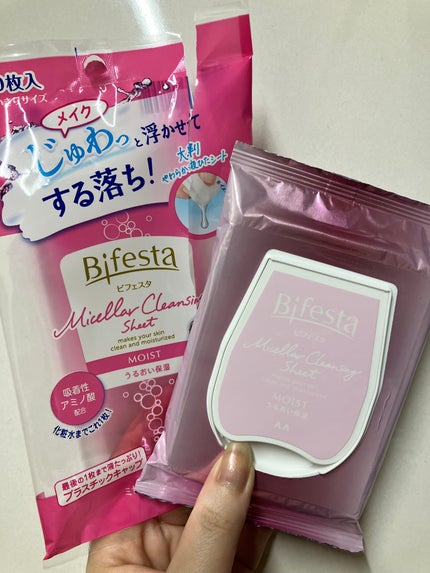 枚入
メイク
じゅわっと浮かせて
する落ち!
大判
やわらか液ひたシート
Bifesta
ビフェスタ
Micellar Cleansing
Sheet
makes your skin
clean and moisturized
MOIST
うるおい保湿
吸着性
アミノ酸
配合
化粧水までこれ1枚!
最後の1枚まで液たっぷり!
プラスチックキャップ
Bifesta
ビフェスタ
Micellar Cleansing
Sheet
MOIST
うるおい保湿
AA